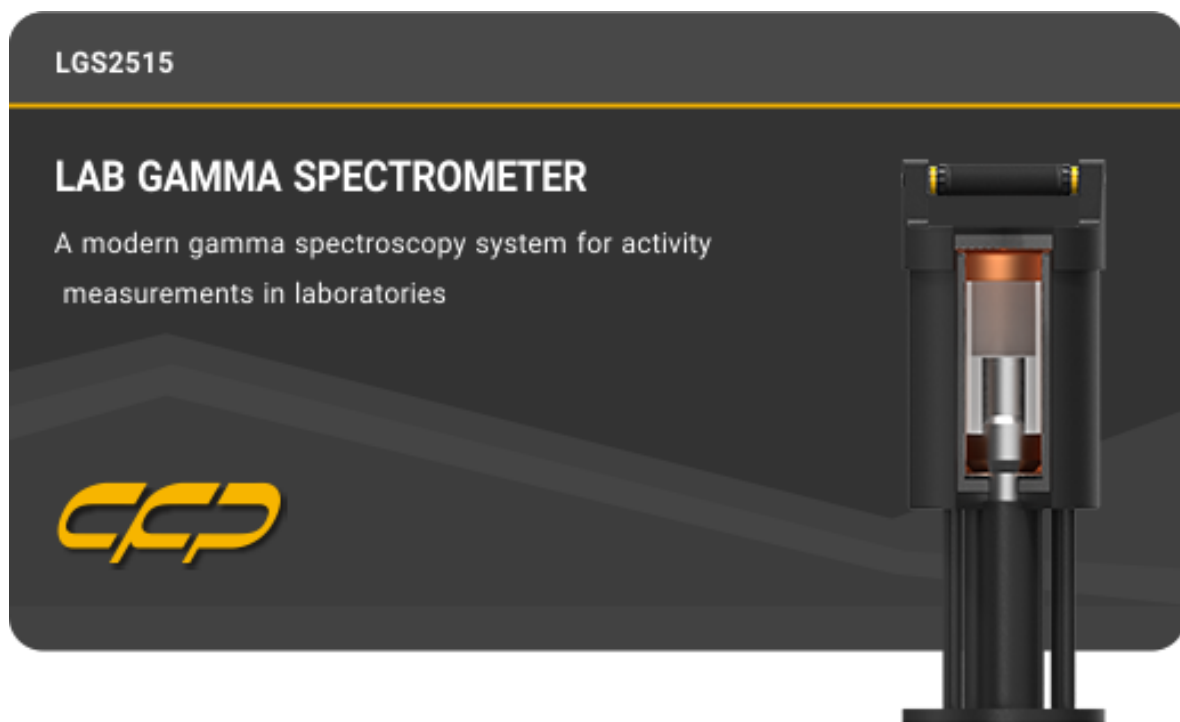 LGS2515
LAB GAMMA SPECTROMETER
A modern gamma spectroscopy system for activity
measurements in laboratories